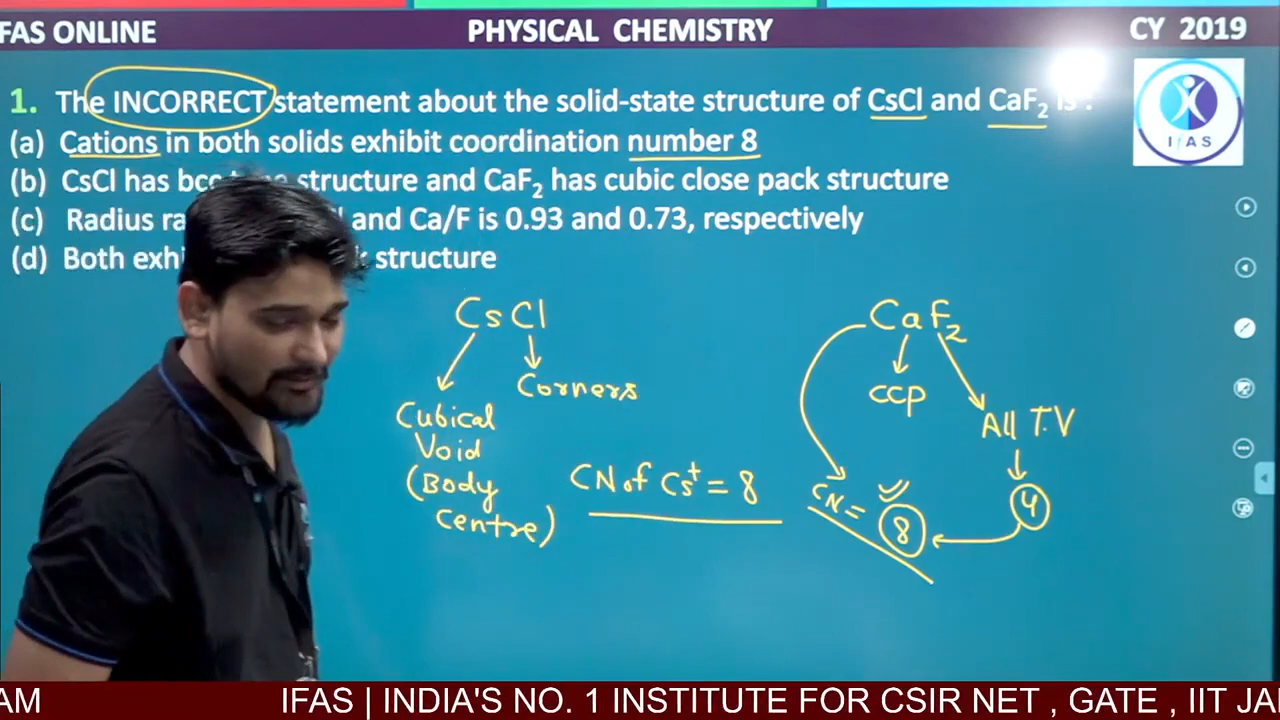 FAS ONLINE PHYSICAL CHEMISTRY CY 2019
1. The INCORRECT statement about the solid-state structure of CsCl and CaF2 is :
(a) Cations in both solids exhibit coordination number 8
(b) CsCl has bcc structure and CaF2 has cubic close pack structure
(c) Radius and Ca/F is 0.93 and 0.73, respectively
(d) Both structure
IFAS
CsCl
CaF2
Corners
ccp
Cubical
Void
(Body
Centre)
All T.V
CN of Cs+ = 8
CN = 8
4
AM IFAS | INDIA'S NO. 1 INSTITUTE FOR CSIR NET , GATE , IIT JA